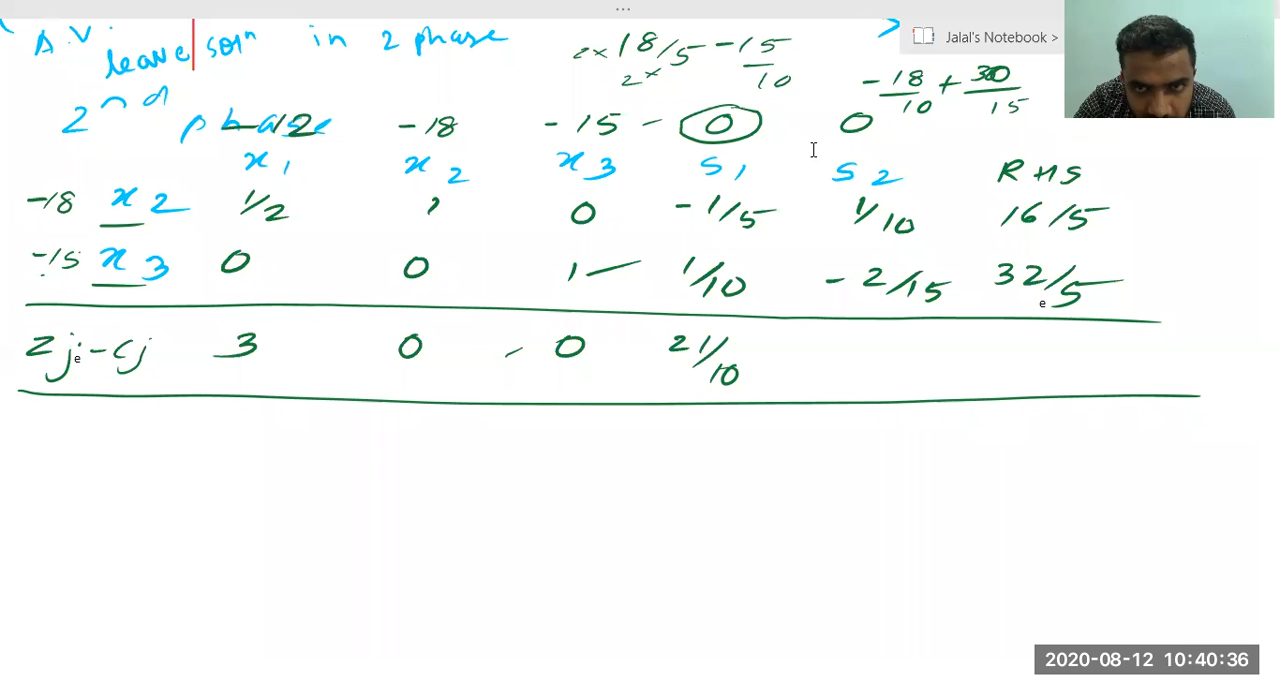 A.V. leave soln in 2 phase
2 × 18/5 - 15/10
2 ×
Jalal's Notebook >
2nd phase
-18/10 + 30/15
-12 -18 -15 - 0 0
x1 x2 x3 S1 S2 RHS
-18 x2 1/2 1 0 -1/5 1/10 16/5
-15 x3 0 0 1 1/10 -2/15 32/5
e
zj-cj 3 0 0 21/10
e
2020-08-12 10:40:36